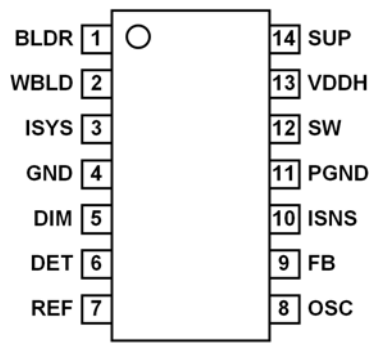 BLDR 1 14 SUP
WBLD 2 13 VDDH
ISYS 3 12 SW
GND 4 11 PGND
DIM 5 10 ISNS
DET 6 9 FB
REF 7 8 OSC